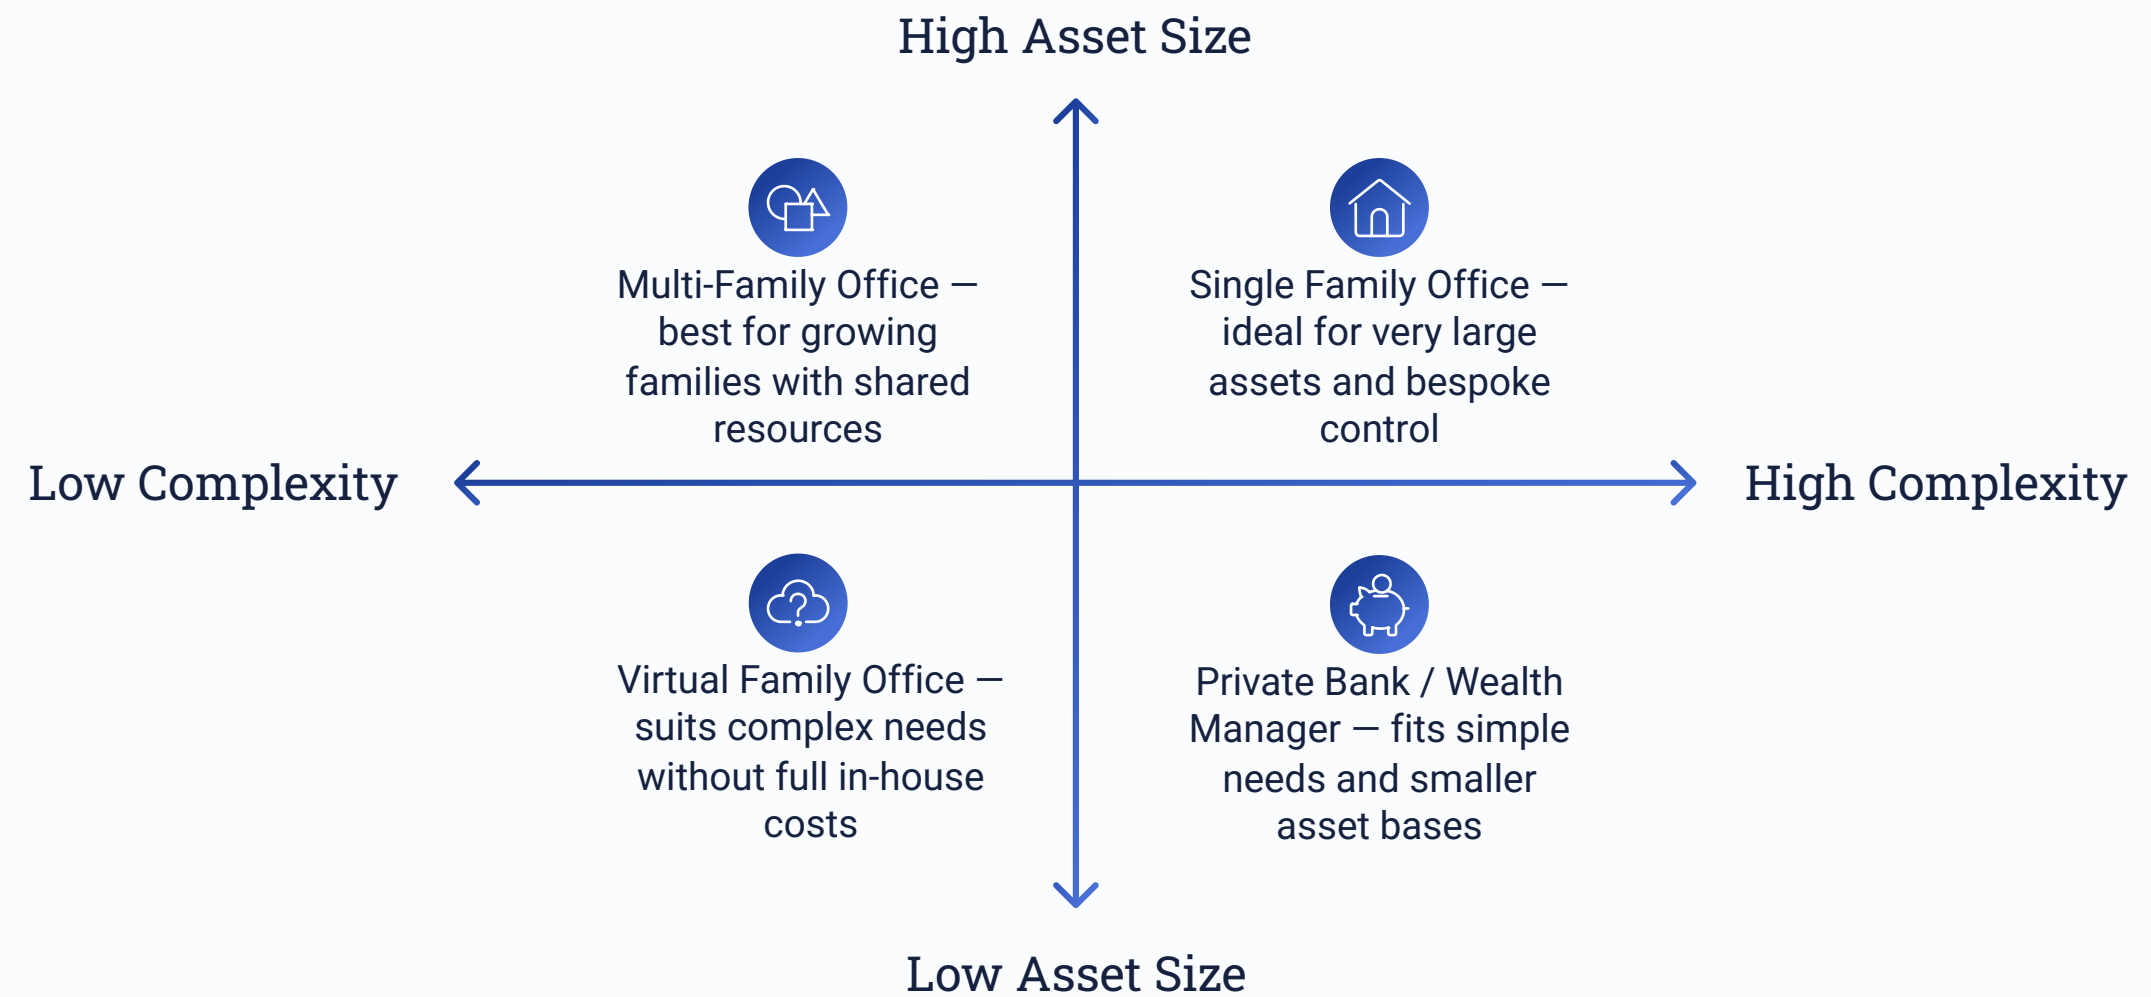 High Asset Size
Multi-Family Office —
best for growing
families with shared
resources
Single Family Office —
ideal for very large
assets and bespoke
control
Low Complexity
High Complexity
Virtual Family Office —
suits complex needs
without full in-house
costs
Private Bank / Wealth
Manager — fits simple
needs and smaller
asset bases
Low Asset Size